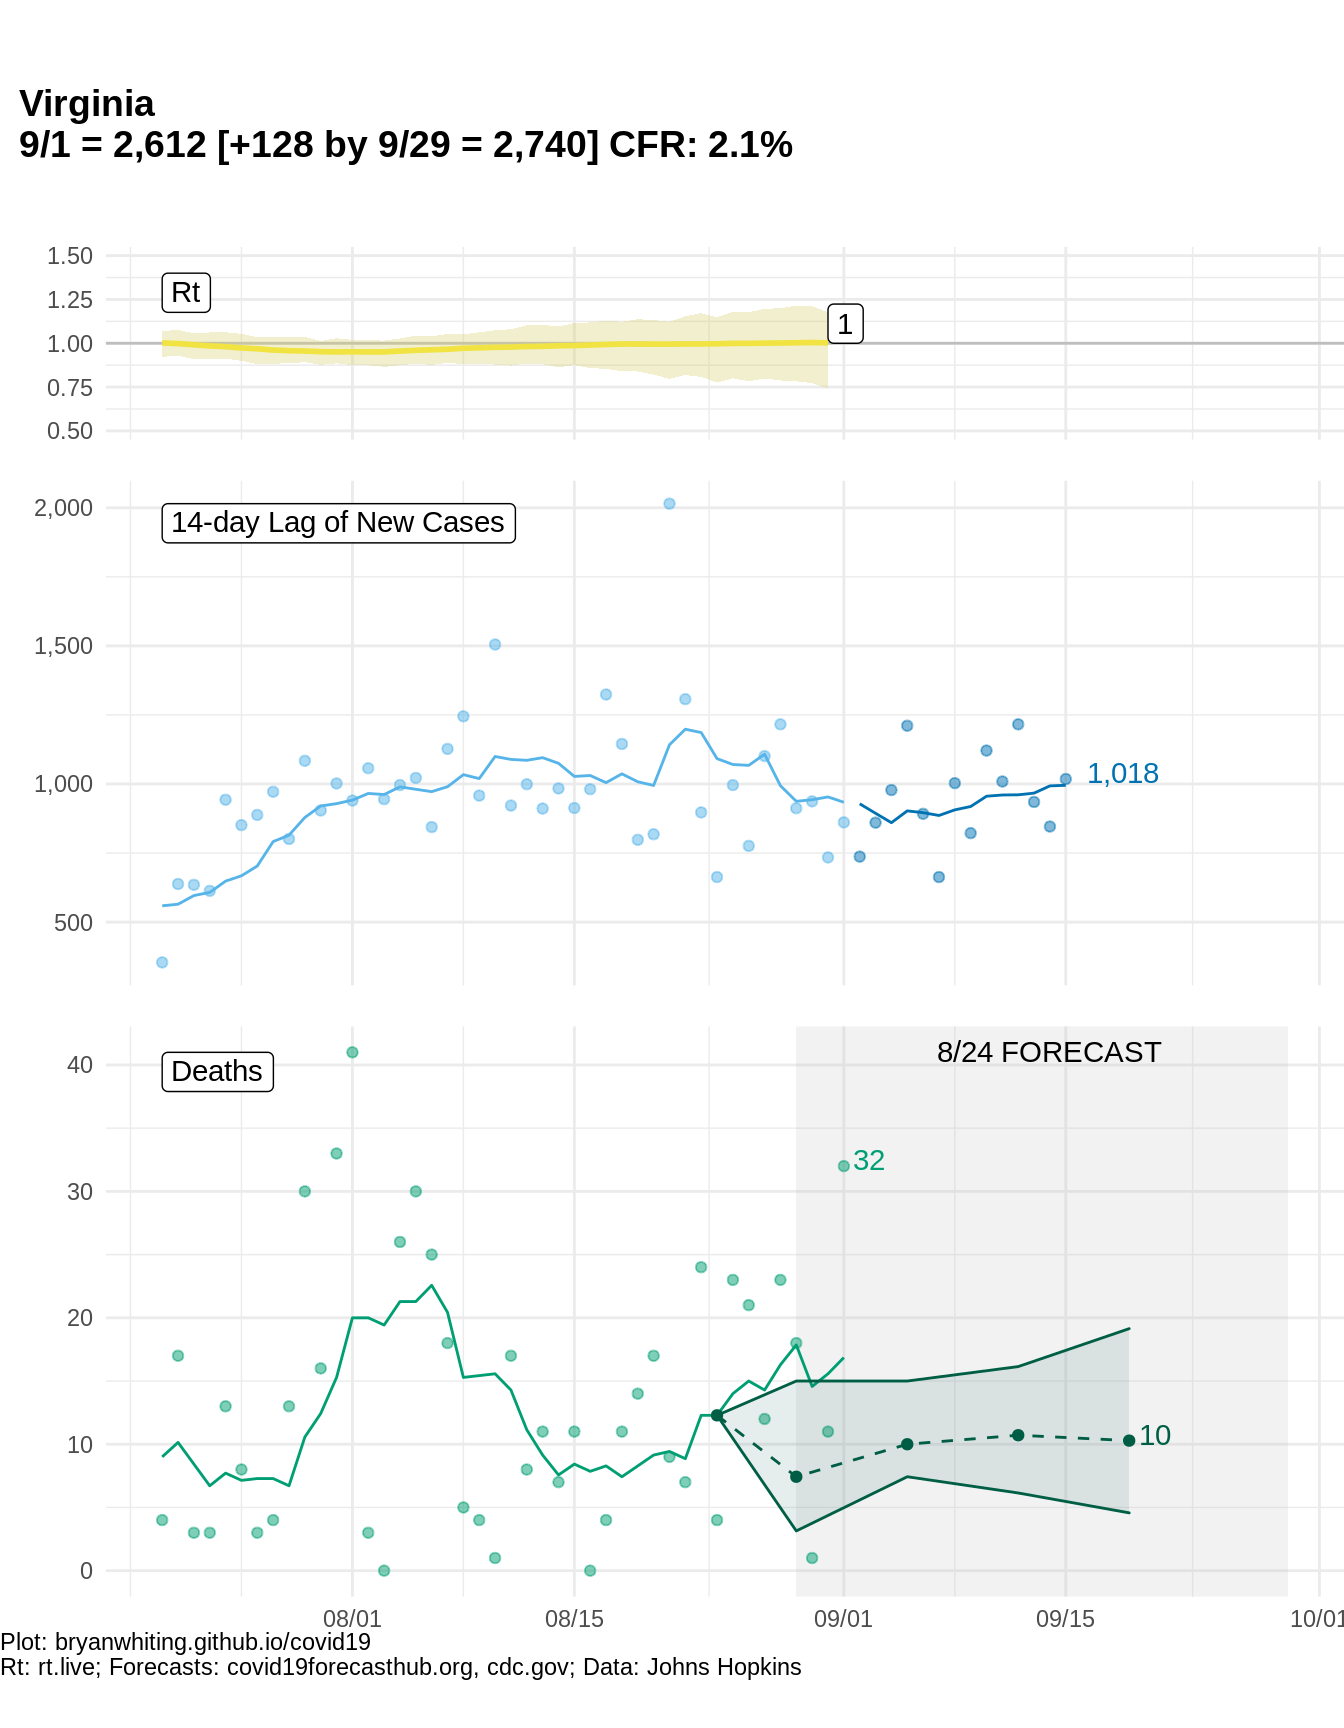 Virginia
9/1 = 2,612 [+128 by 9/29 = 2,740] CFR: 2.1%
1.50
1.25
1.00
0.75
0.50
Rt
1
2,000
1,500
1,000
500
14-day Lag of New Cases
1,018
40
30
20
10
0
Deaths
8/24 FORECAST
32
10
08/01
08/15
09/01
09/15
10/01
Plot: bryanwhiting.github.io/covid19
Rt: rt.live; Forecasts: covid19forecasthub.org, cdc.gov; Data: Johns Hopkins